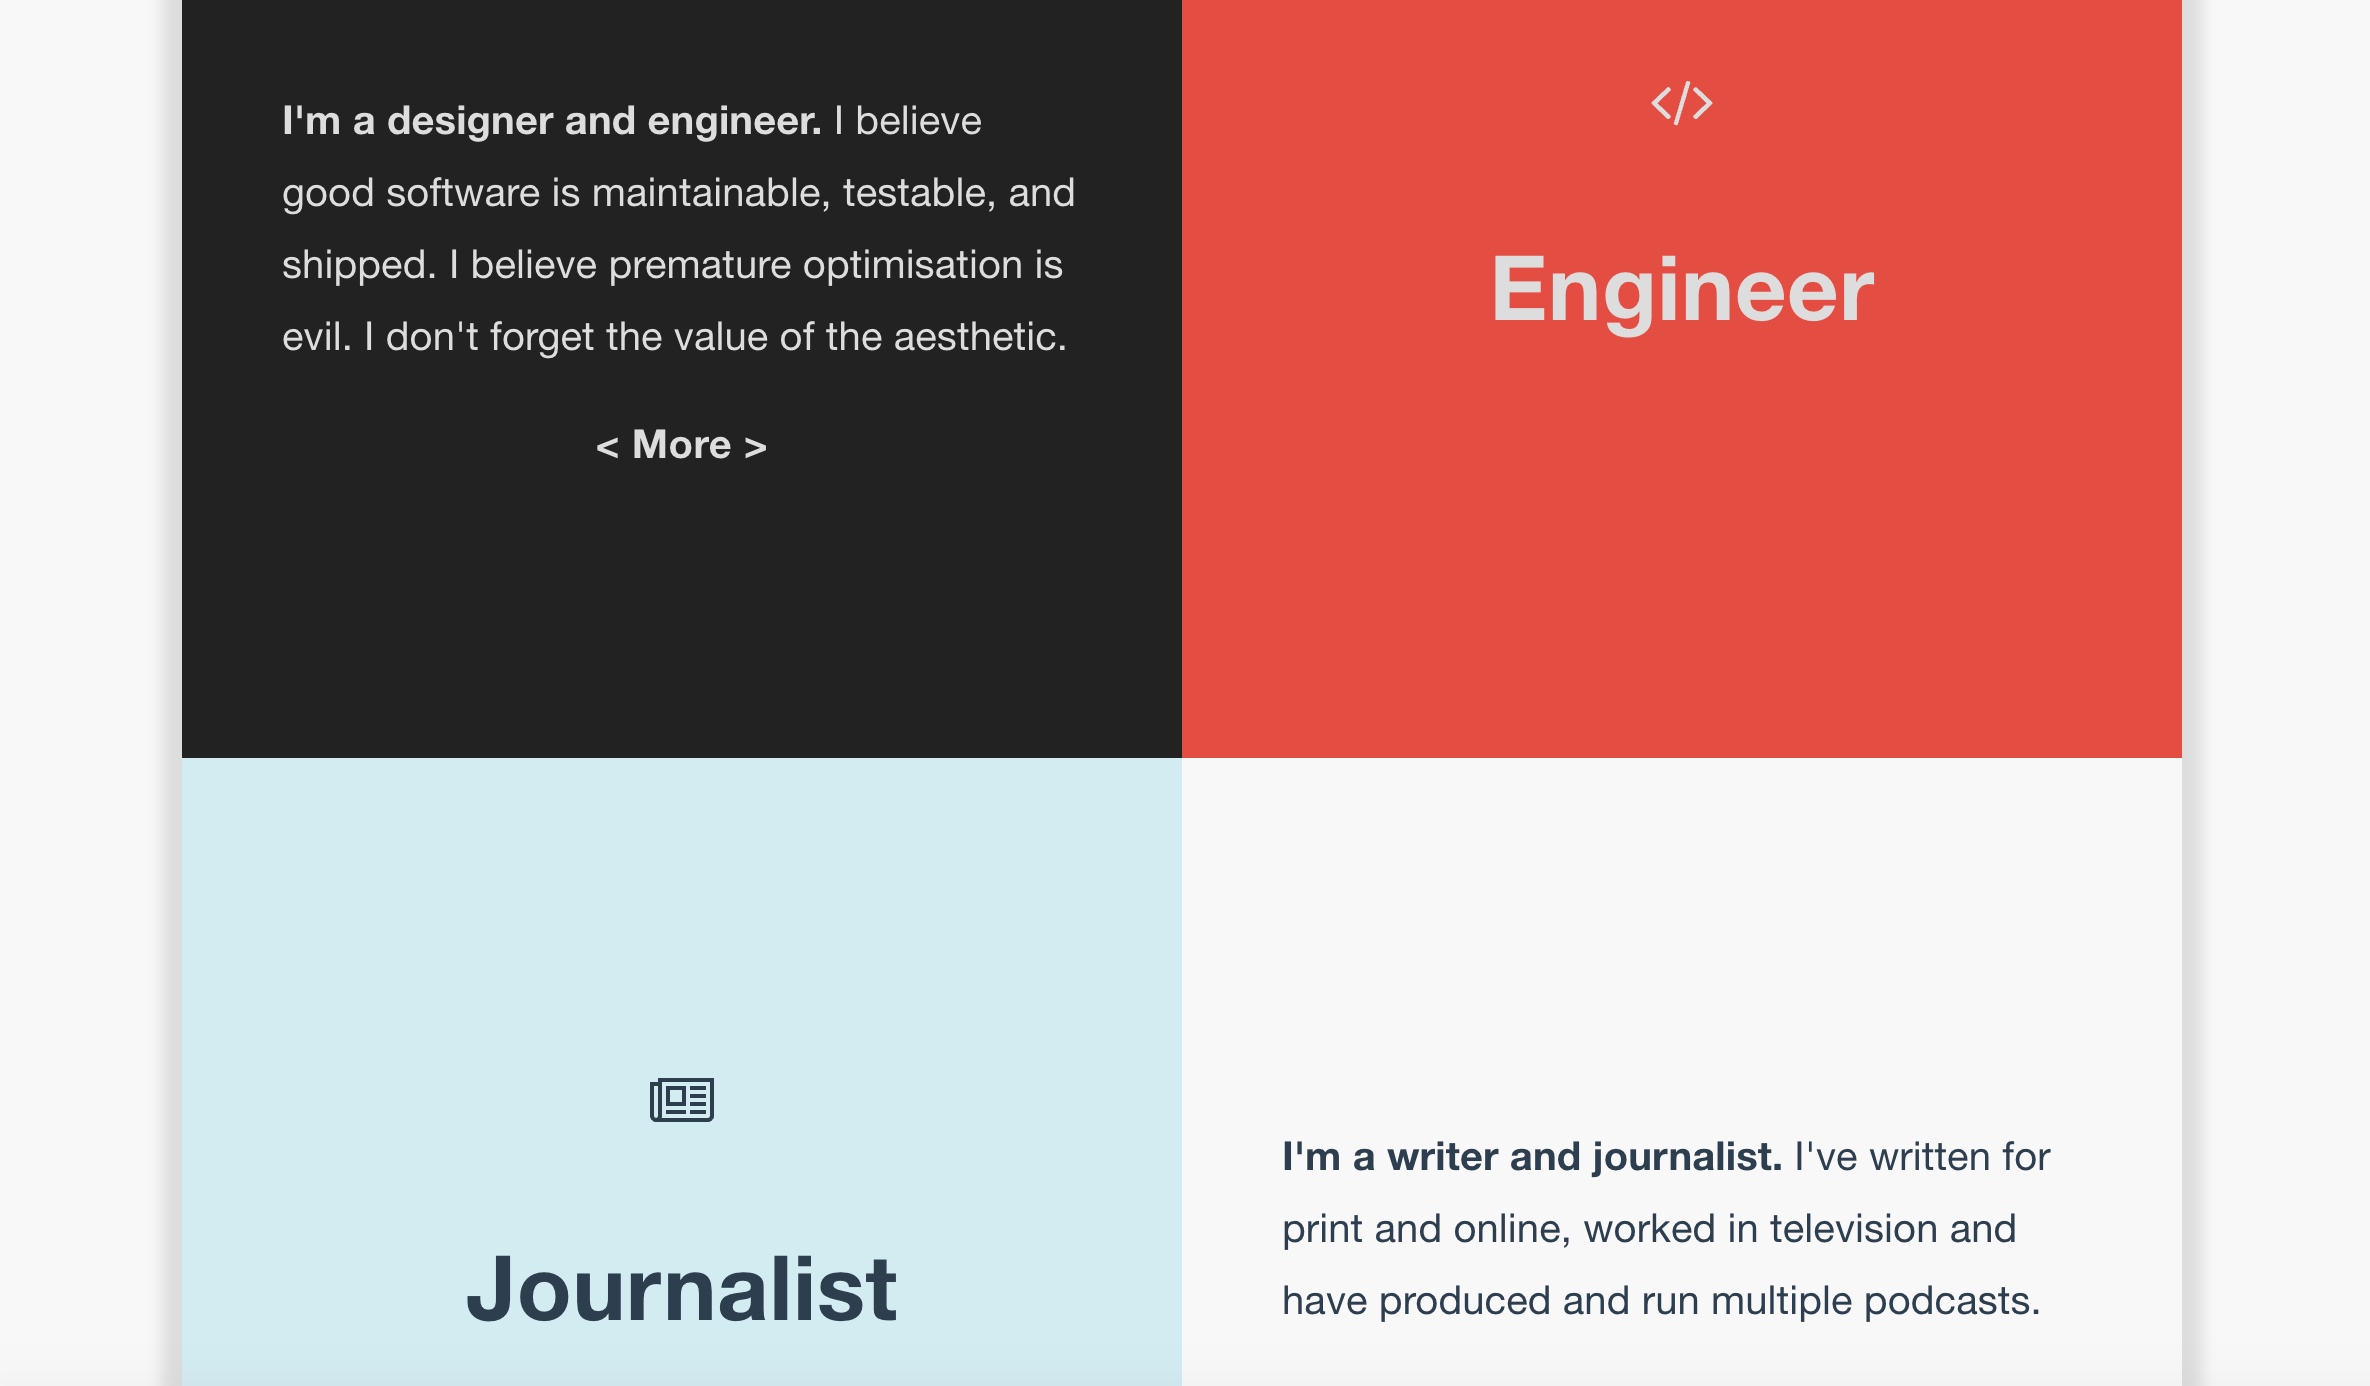 I'm a designer and engineer. I believe
good software is maintainable, testable, and
shipped. I believe premature optimisation is
evil. I don't forget the value of the aesthetic.
< More >
Engineer
Journalist
I'm a writer and journalist. I've written for
print and online, worked in television and
have produced and run multiple podcasts.